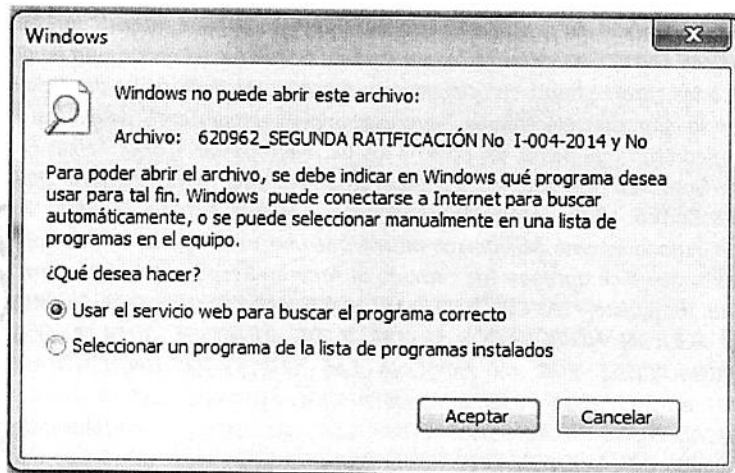 Windows
Windows no puede abrir este archivo:
Archivo: 620962_SEGUNDA RATIFICACIÓN No I-004-2014 y No
Para poder abrir el archivo, se debe indicar en Windows qué programa desea
usar para tal fin. Windows puede conectarse a Internet para buscar
automáticamente, o se puede seleccionar manualmente en una lista de
programas en el equipo.
¿Qué desea hacer?
Usar el servicio web para buscar el programa correcto
Seleccionar un programa de la lista de programas instalados
Aceptar
Cancelar